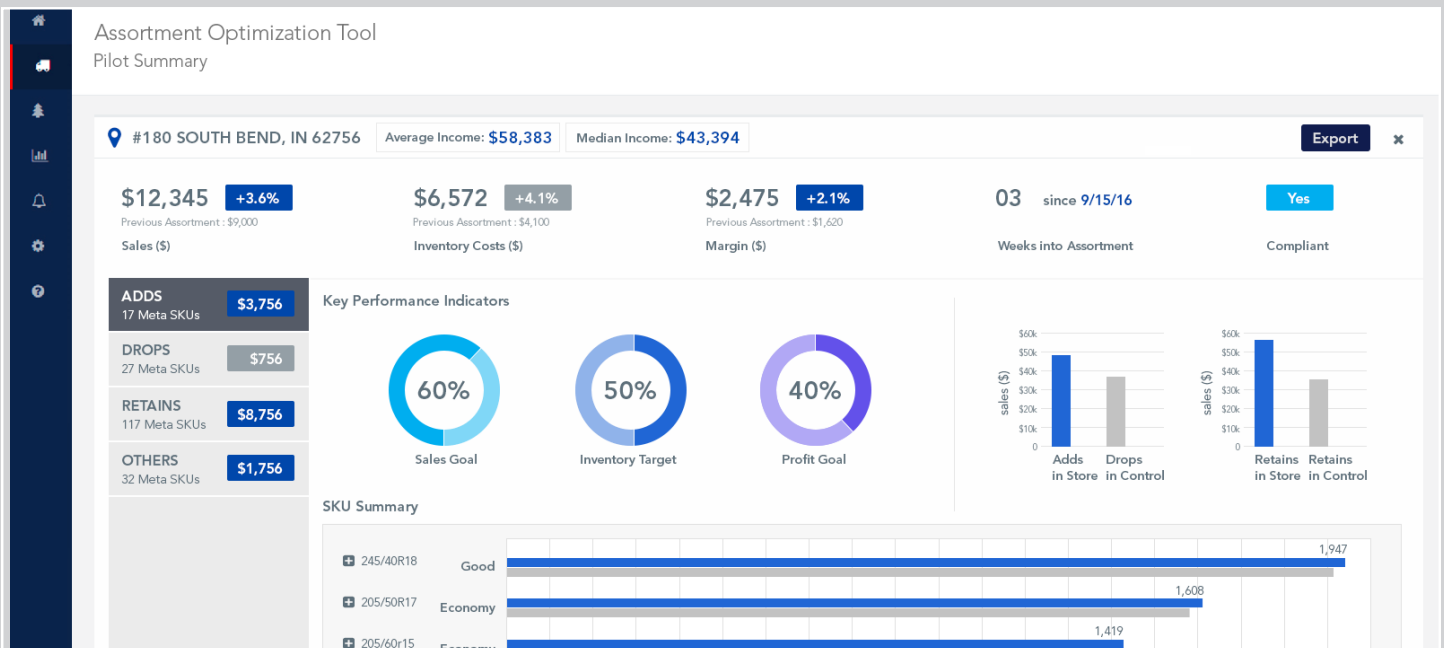 Assortment Optimization Tool
Pilot Summary
#180 SOUTH BEND, IN 62756
Average Income: $58,383
Median Income: $43,394
Export
$12,345 +3.6%
Previous Assortment : $9,000
Sales ($)
$6,572 +4.1%
Previous Assortment : $4,100
Inventory Costs ($)
$2,475 +2.1%
Previous Assortment : $1,620
Margin ($)
03 since 9/15/16
Weeks into Assortment
Yes
Compliant
ADDS
17 Meta SKUs
$3,756
DROPS
27 Meta SKUs
$756
RETAINS
117 Meta SKUs
$8,756
OTHERS
32 Meta SKUs
$1,756
Key Performance Indicators
60%
Sales Goal
50%
Inventory Target
40%
Profit Goal
sales ($)
$60k
$50k
$40k
$30k
$20k
$10k
0
Adds
in Store
Drops
in Control
sales ($)
$60k
$50k
$40k
$30k
$20k
$10k
0
Retains
in Store
Retains
in Control
SKU Summary
245/40R18 Good 1,947
205/50R17 Economy 1,608
205/60r15 Economy 1,419